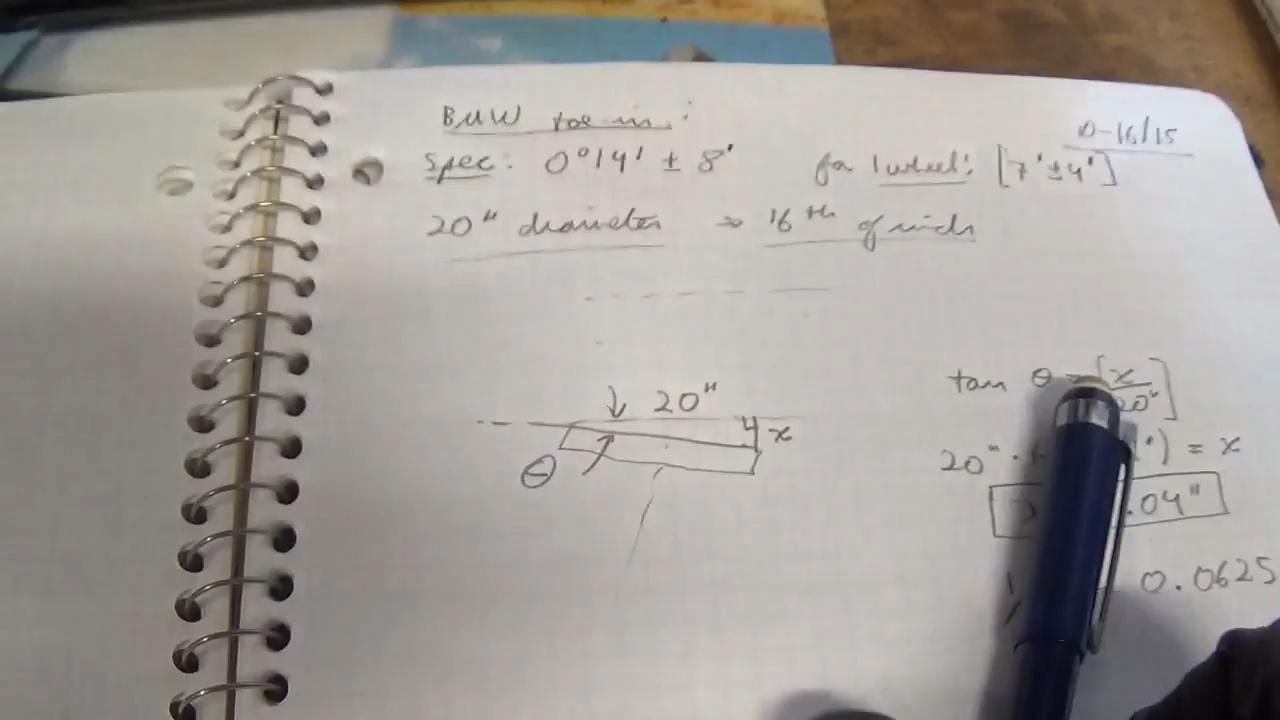 BMW toe in:
D-16/15
spec: 0°14' ± 8' for 1 wheel: [7' ± 4']
20" diameter → 16th of inch
20"
x
θ
tan θ = [x/20"]
20" · ') = x
.04"
0.0625